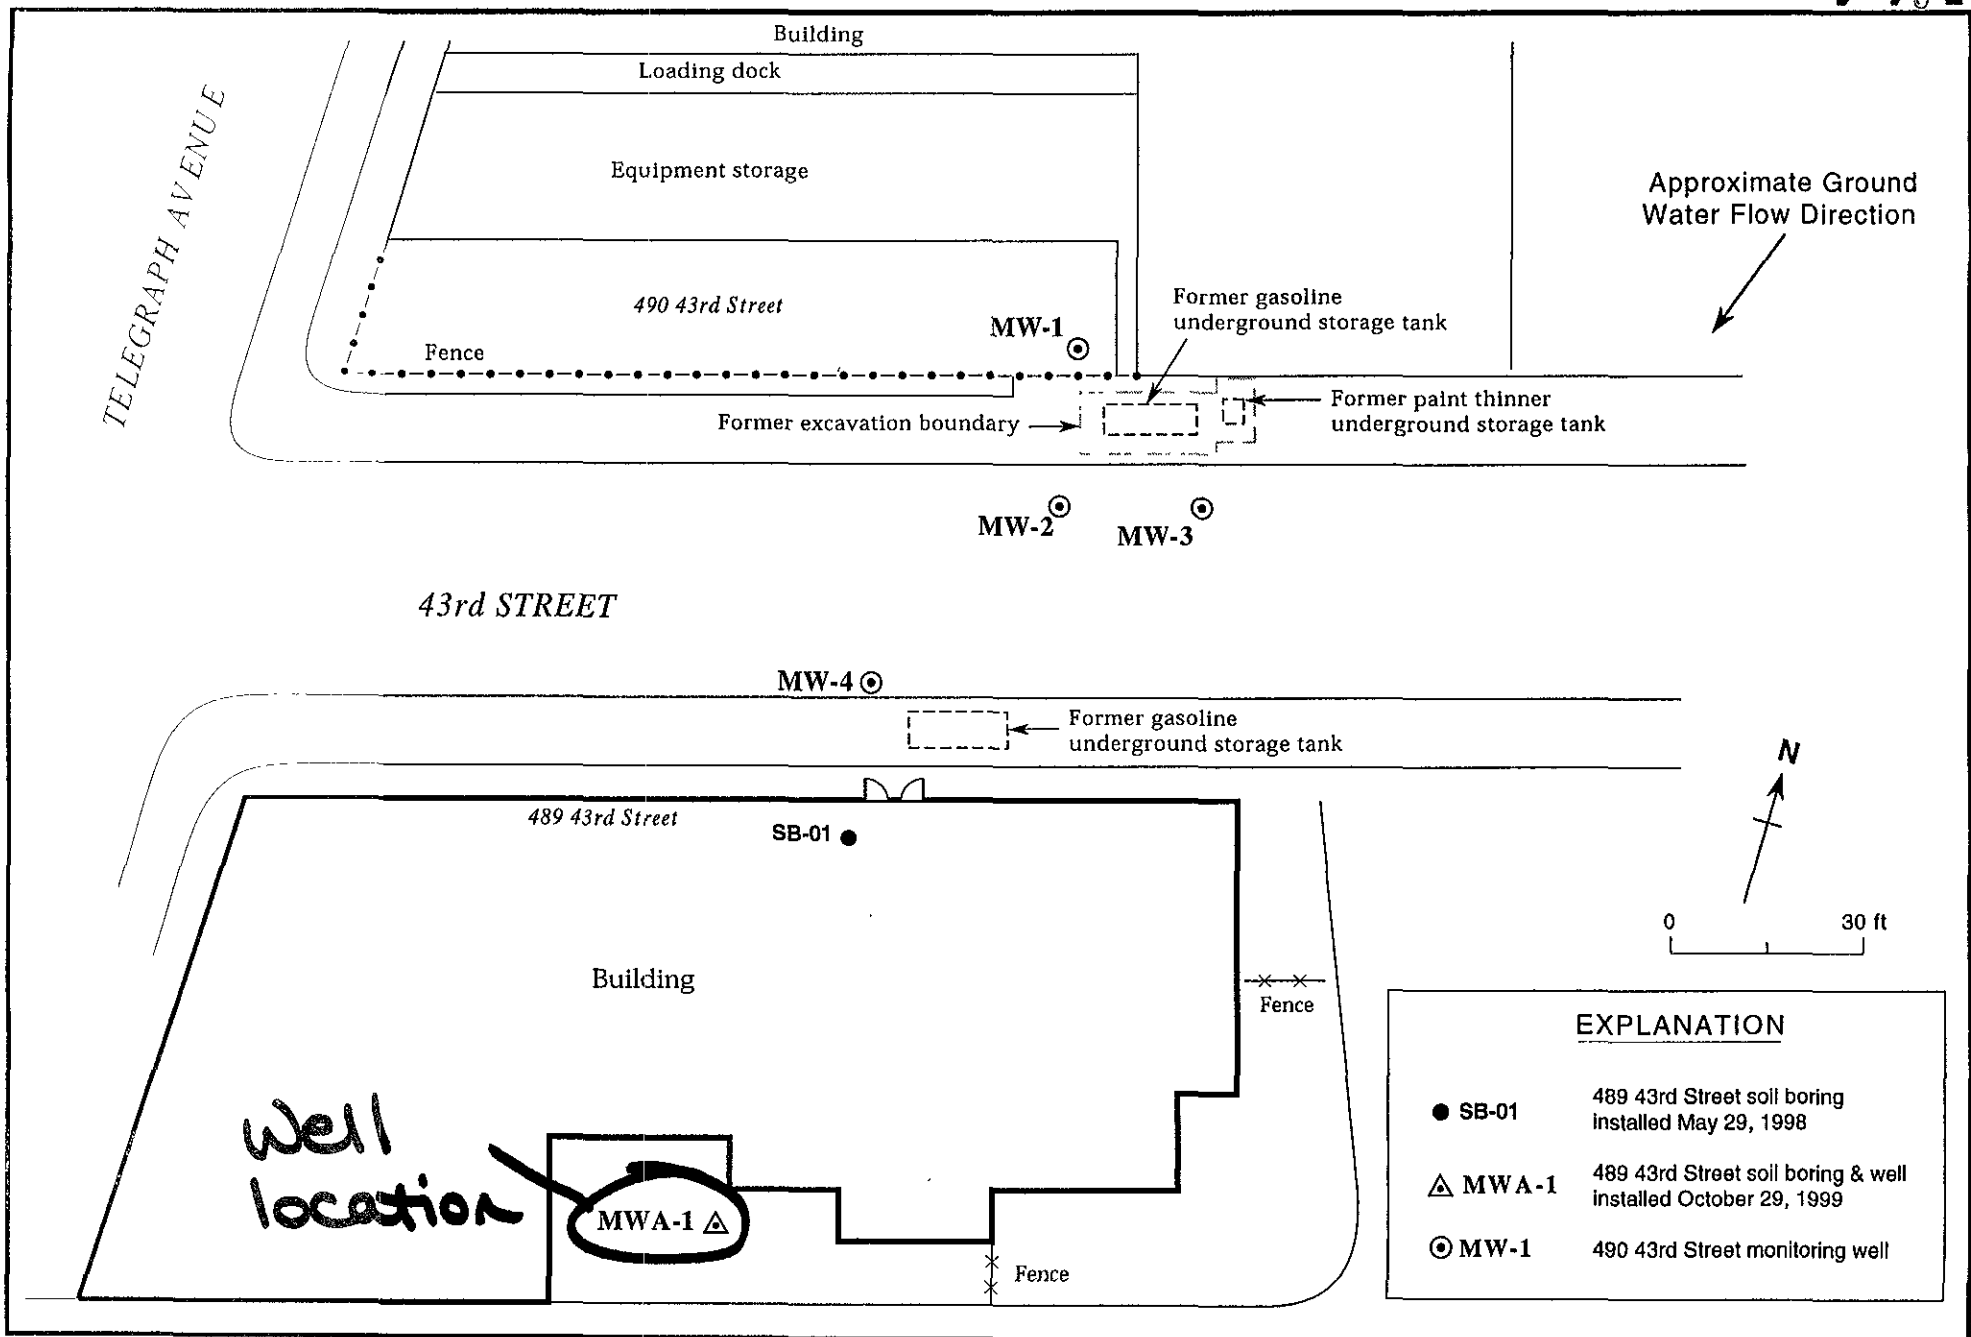 Building
Loading dock
Equipment storage
TELEGRAPH AVENUE
Approximate Ground
Water Flow Direction
490 43rd Street
Former gasoline
underground storage tank
MW-1
Fence
Former paint thinner
underground storage tank
Former excavation boundary
MW-2
MW-3
43rd STREET
MW-4
Former gasoline
underground storage tank
N
489 43rd Street
SB-01
0 30 ft
Building
Fence
EXPLANATION
SB-01 489 43rd Street soil boring
installed May 29, 1998
MWA-1 489 43rd Street soil boring & well
installed October 29, 1999
MW-1 490 43rd Street monitoring well
Well
location
MWA-1
Fence